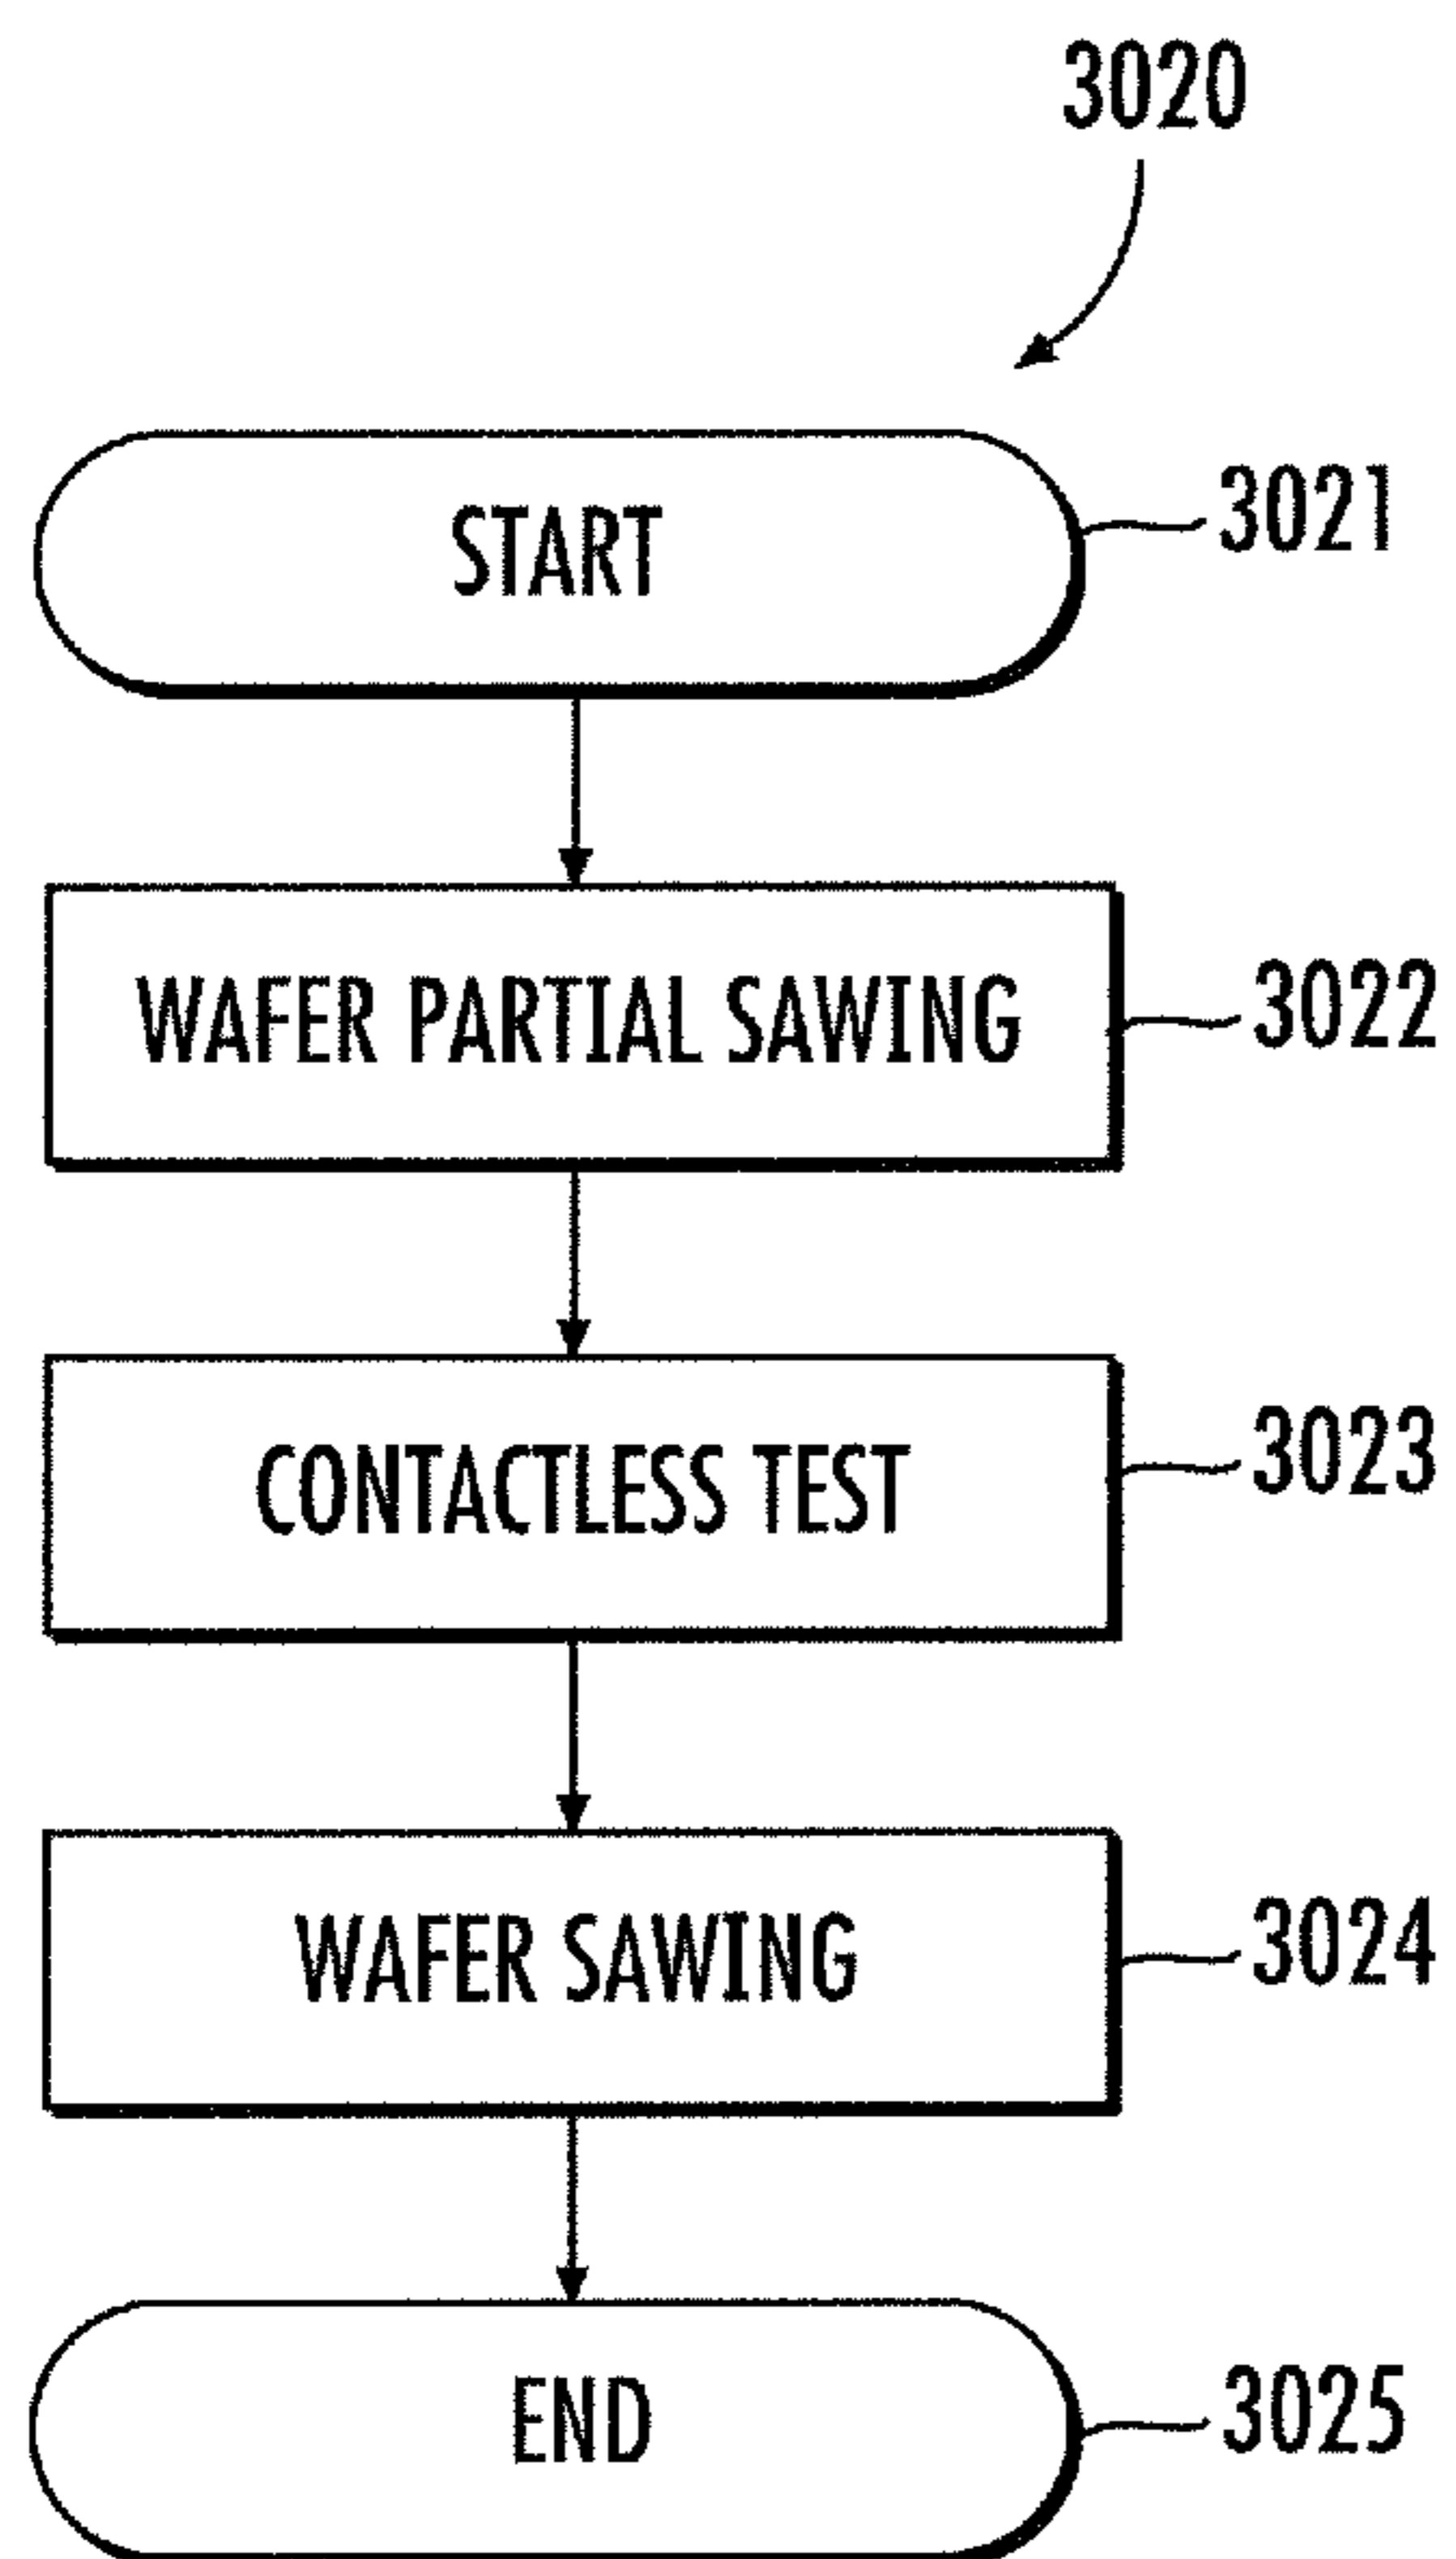 3020
START
3021
WAFER PARTIAL SAWING
3022
CONTACTLESS TEST
3023
WAFER SAWING
3024
END
3025